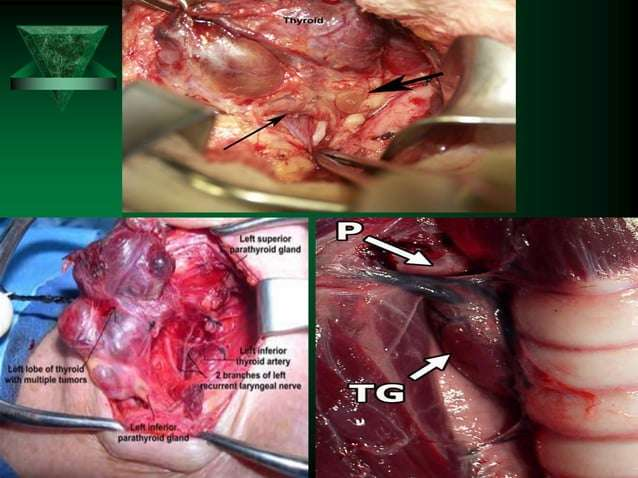 Thyroid
Left superior
parathyroid gland
Left lobe of thyroid
with multiple tumors
Left inferior
thyroid artery
2 branches of left
recurrent laryngeal nerve
Left inferior
parathyroid gland
P
TG